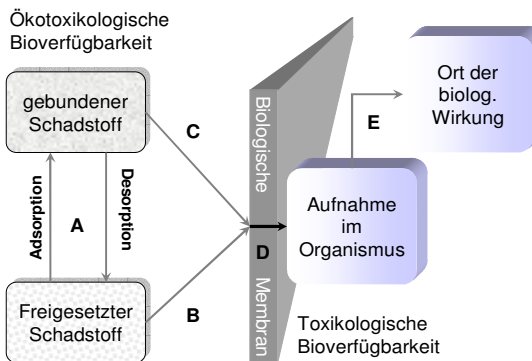 Ökotoxikologische
Bioverfügbarkeit
gebundener
Schadstoff
C
Adsorption
A
Desorption
Freigesetzter
Schadstoff
B
Biologische
Membran
D
Aufnahme
im
Organismus
E
Ort der
biolog.
Wirkung
Toxikologische
Bioverfügbarkeit